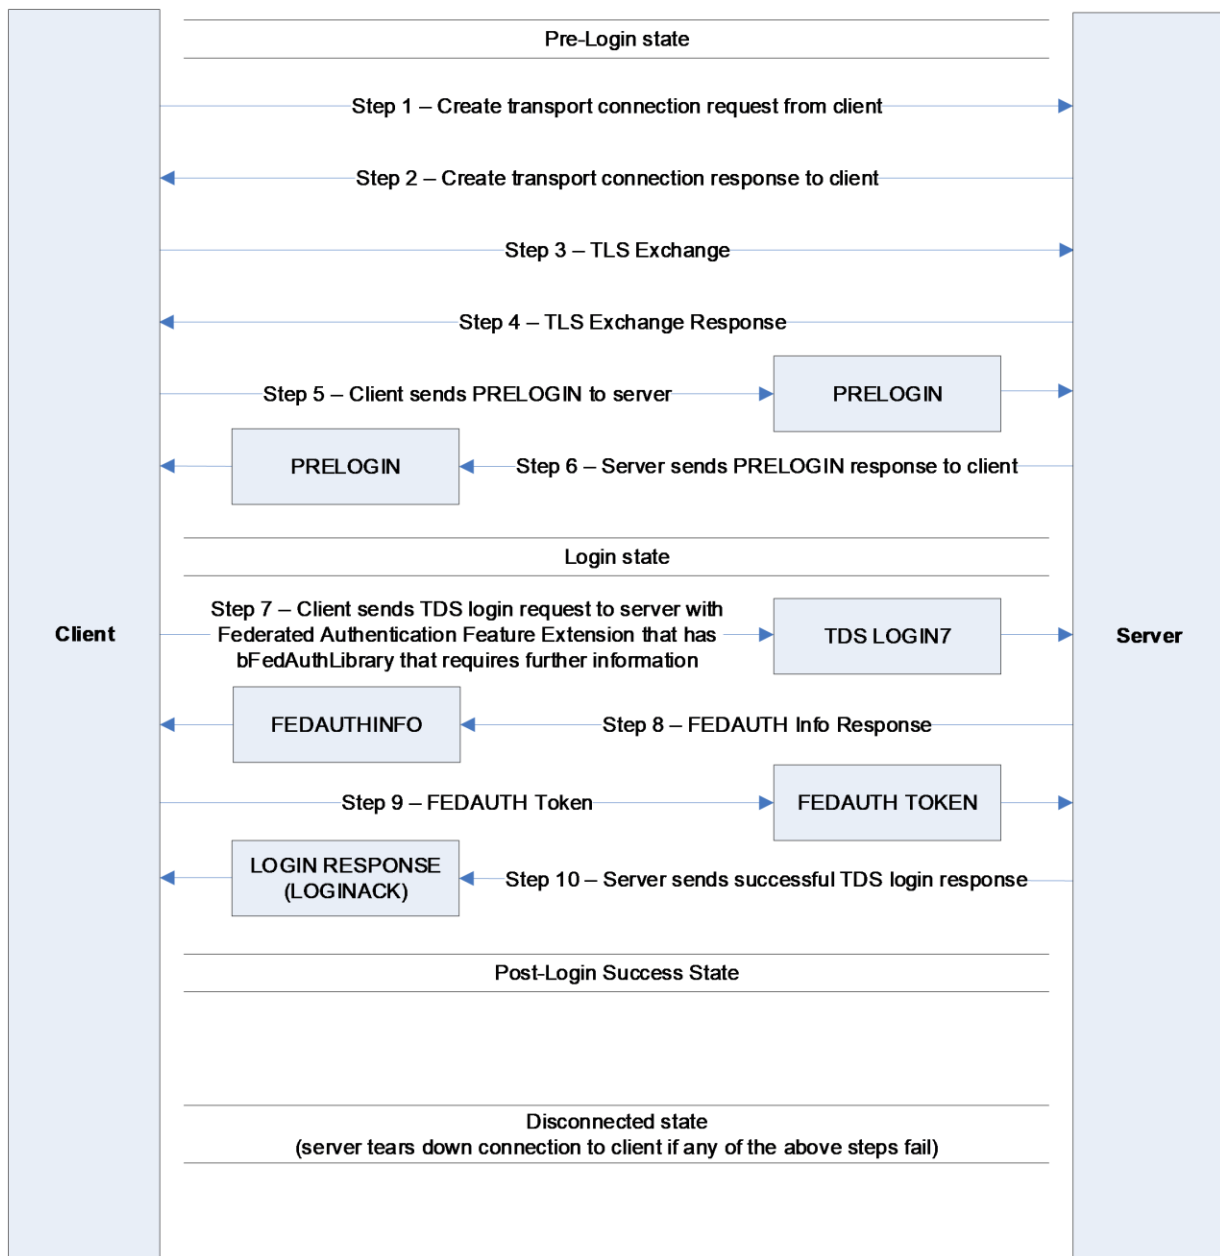 Pre-Login state
Step 1 – Create transport connection request from client
Step 2 – Create transport connection response to client
Step 3 – TLS Exchange
Step 4 – TLS Exchange Response
Step 5 – Client sends PRELOGIN to server
PRELOGIN
PRELOGIN
Step 6 – Server sends PRELOGIN response to client
Login state
Client
Step 7 – Client sends TDS login request to server with
Federated Authentication Feature Extension that has
bFedAuthLibrary that requires further information
TDS LOGIN7
Server
FEDAUTHINFO
Step 8 – FEDAUTH Info Response
Step 9 – FEDAUTH Token
FEDAUTH TOKEN
LOGIN RESPONSE
(LOGINACK)
Step 10 – Server sends successful TDS login response
Post-Login Success State
Disconnected state
(server tears down connection to client if any of the above steps fail)